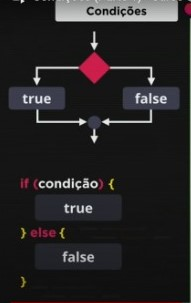 Condições
true
false
if (condição) {
true
} else {
false
}